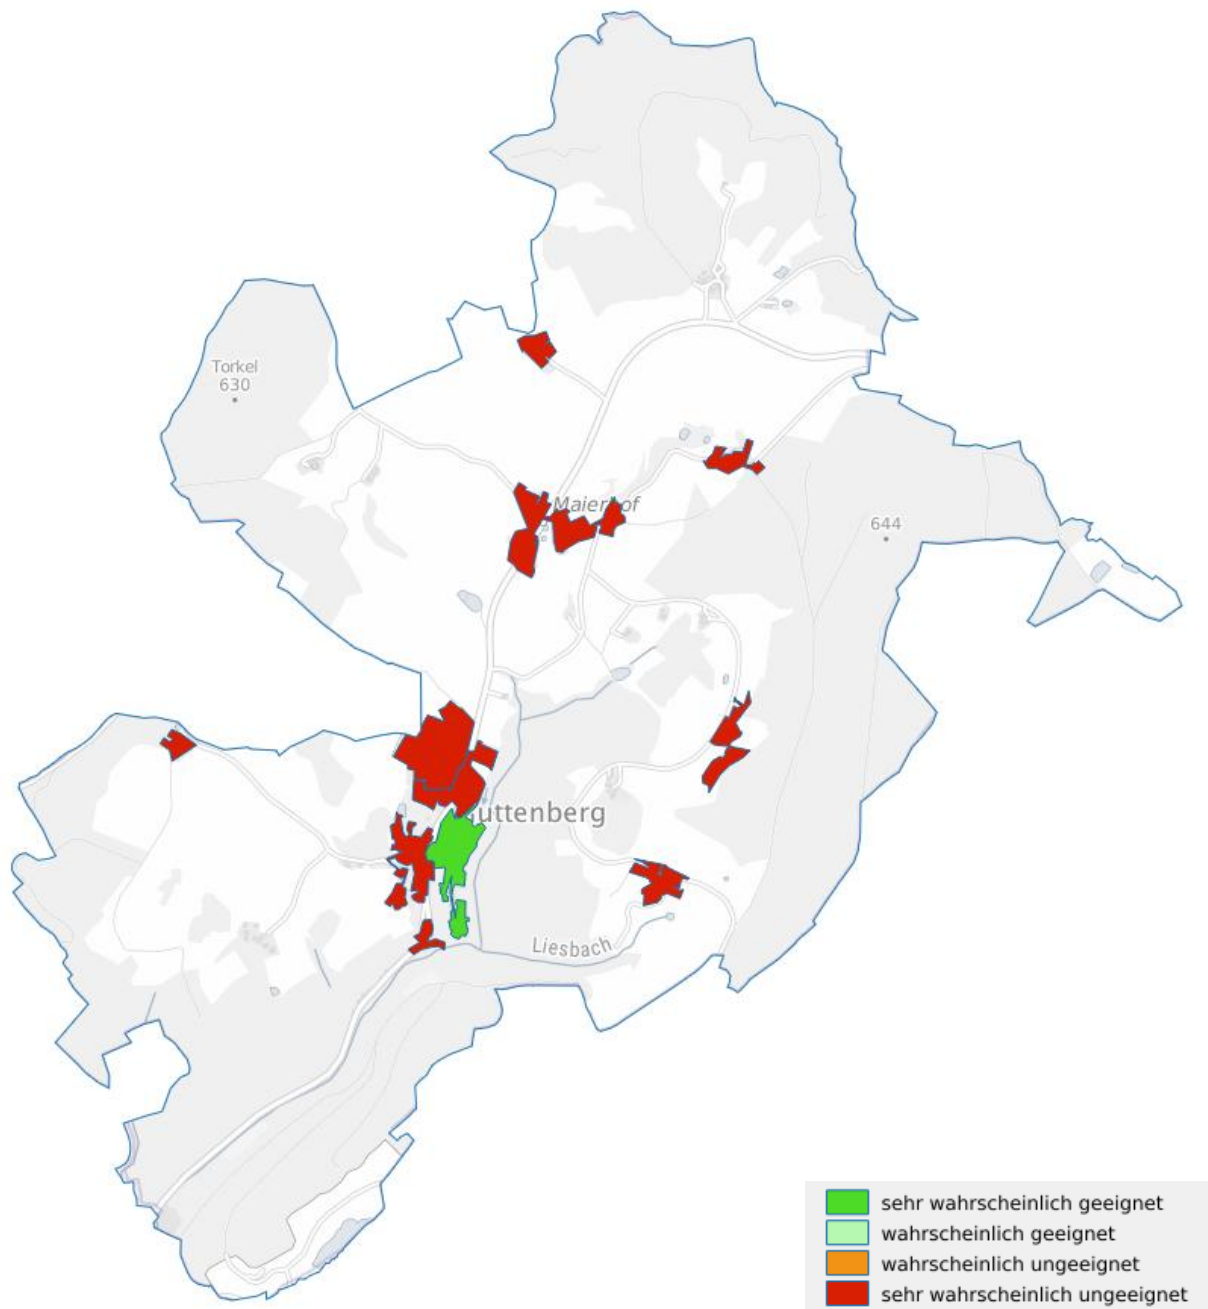 Torkel
630
Maierhof
644
uttenberg
Liesbach
sehr wahrscheinlich geeignet
wahrscheinlich geeignet
wahrscheinlich ungeeignet
sehr wahrscheinlich ungeeignet